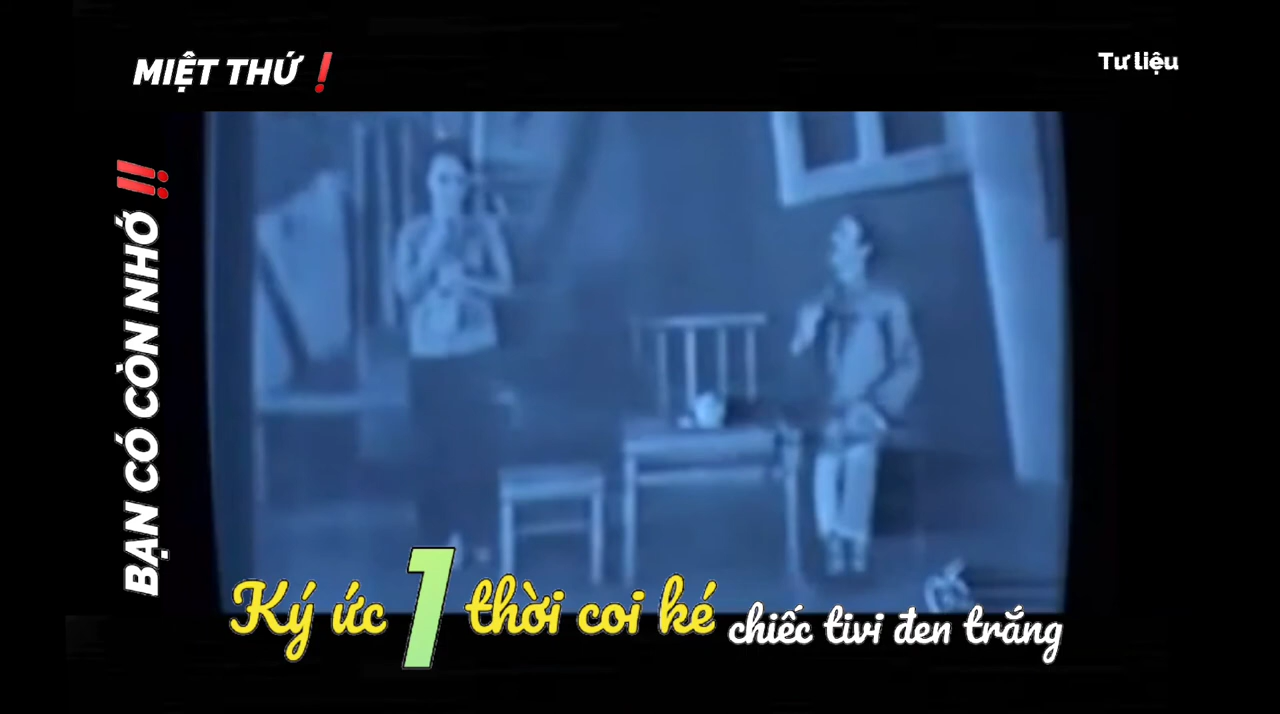 MIỆT THỨ❗
Tư liệu
BẠN CÓ CÒN NHỚ ‼️
Ký ức 1 thời coi ké chiếc tivi đen trắng